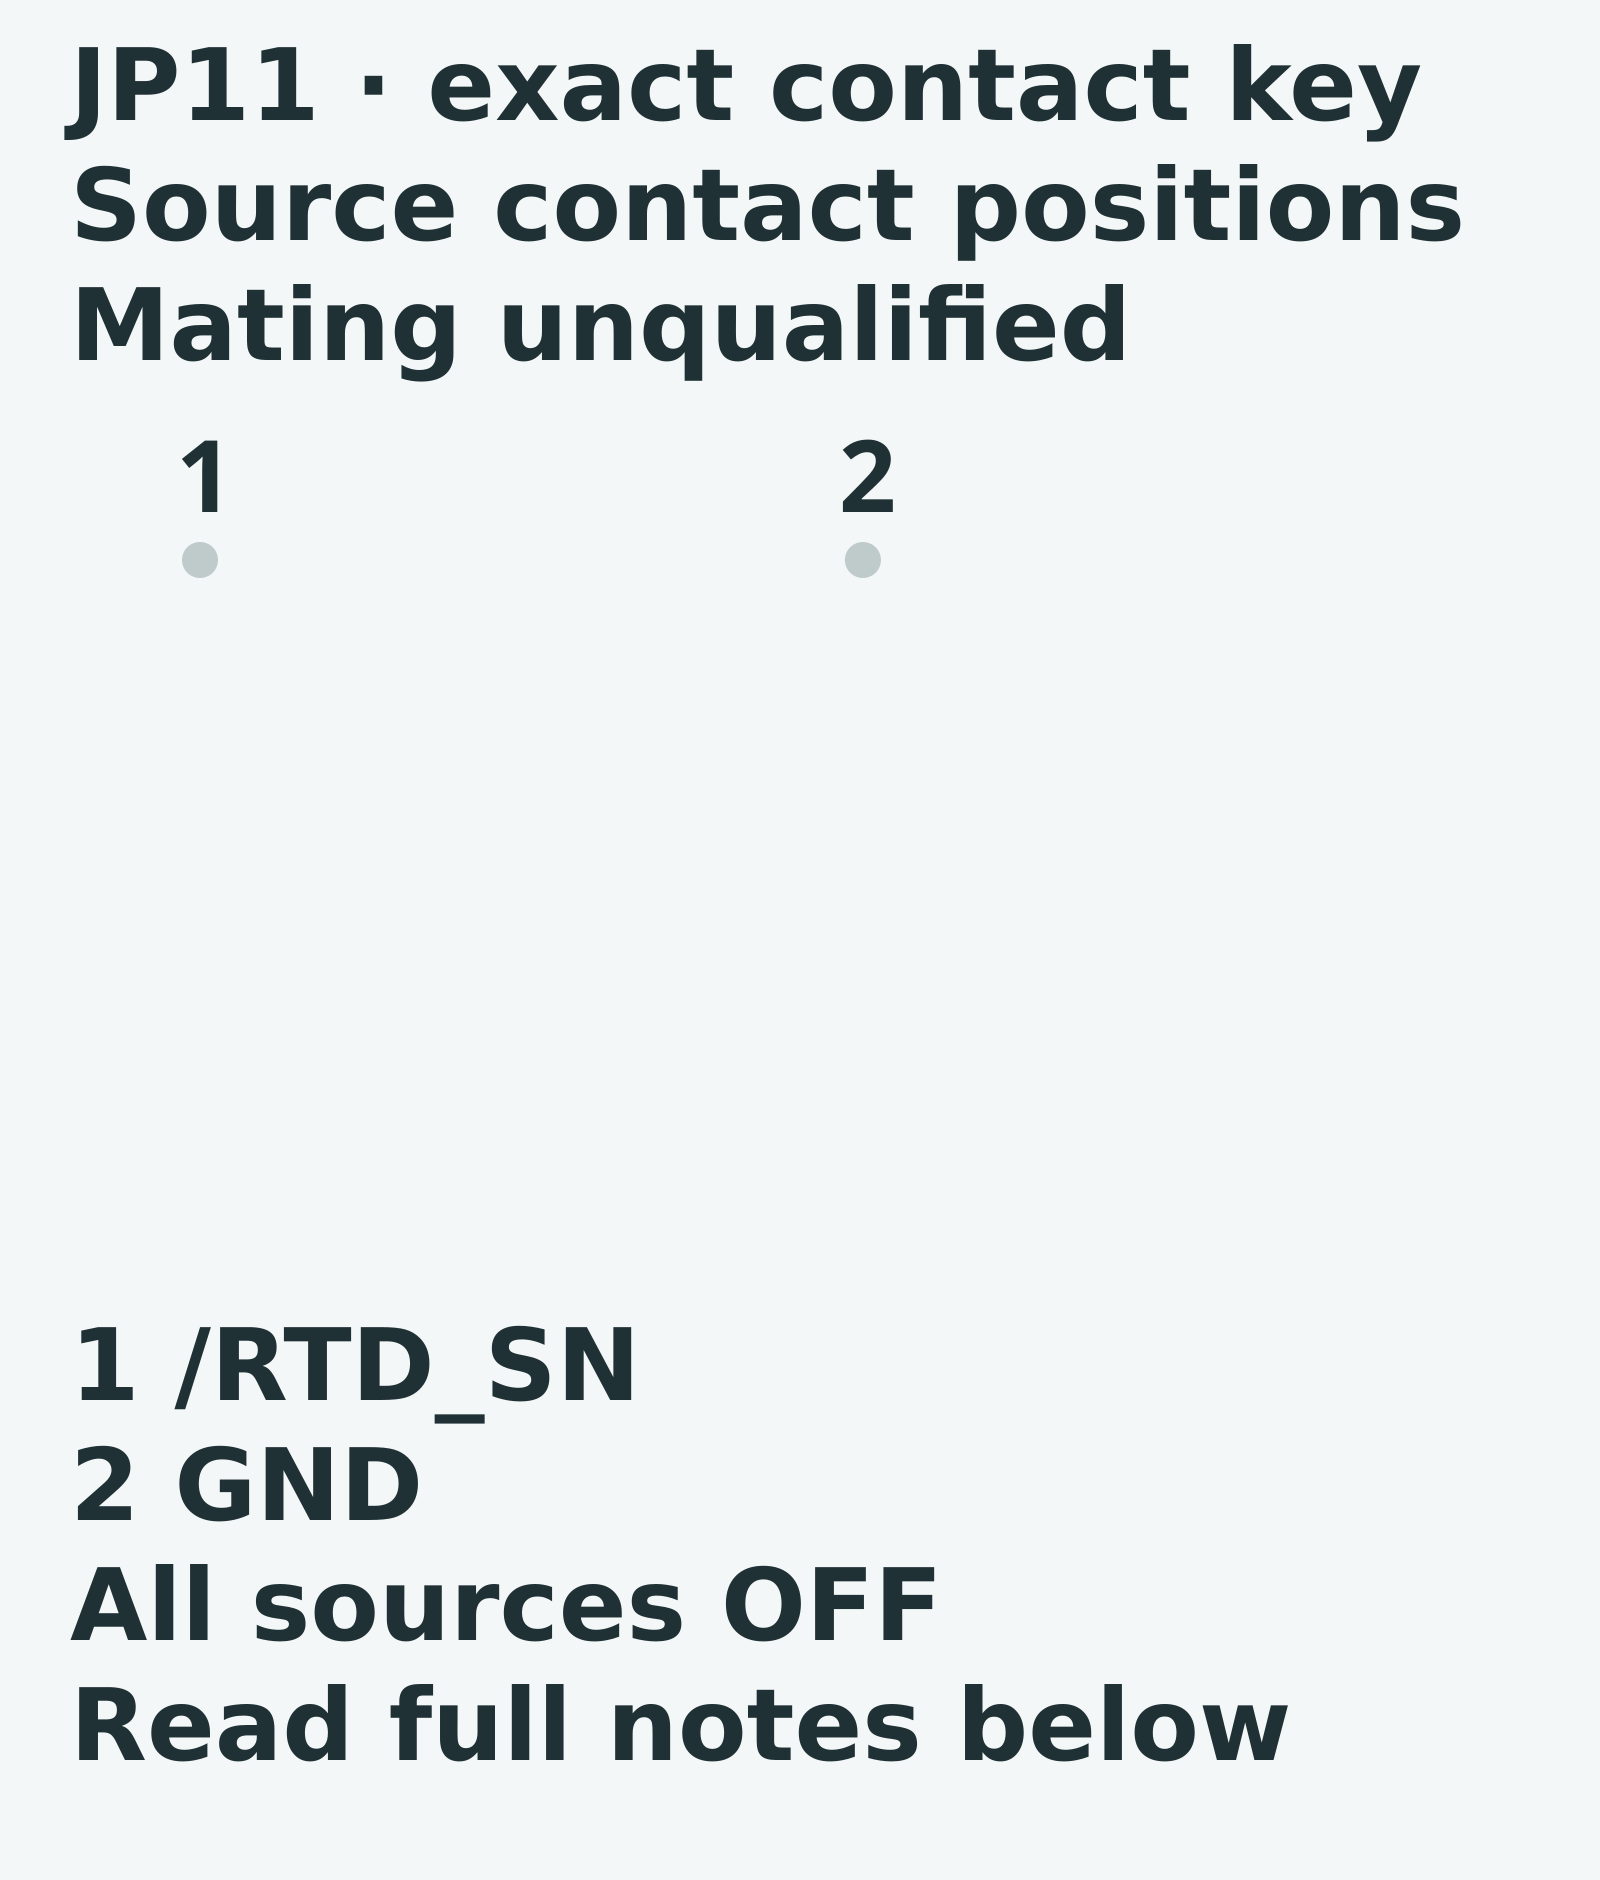 JP11 · exact contact key
Source contact positions
Mating unqualified
1 2
1 /RTD_SN
2 GND
All sources OFF
Read full notes below